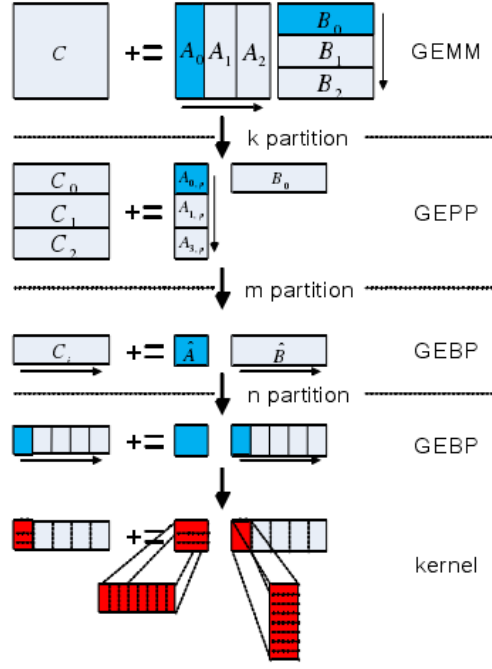 C += A₀ A₁ A₂ B₀ GEMM
B₁
B₂
k partition
C₀ += A₀,ₚ B₀ GEPP
C₁ A₁,ₚ
C₂ A₃,ₚ
m partition
Cᵢ += Â B̂ GEBP
n partition
+= GEBP
+= kernel